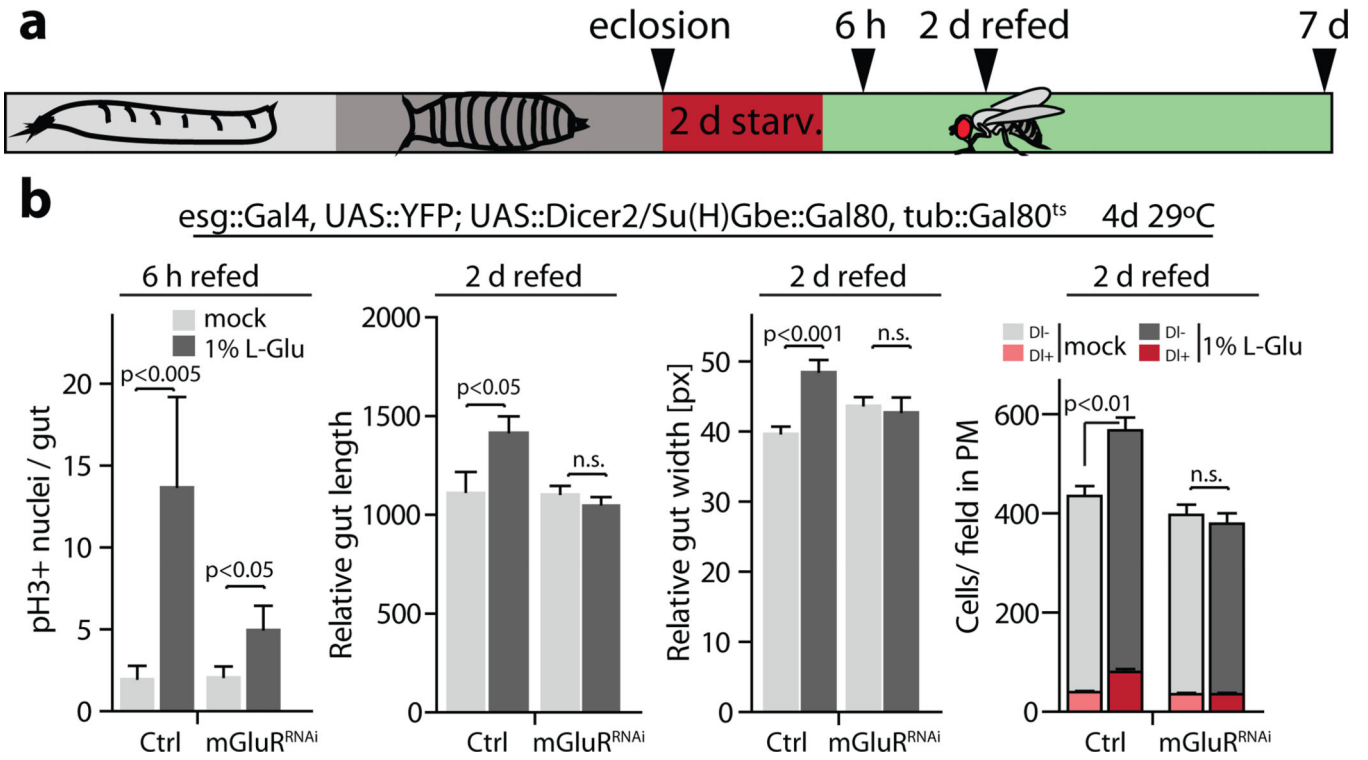 a
eclosion 6 h 2 d refed 7 d
2 d starv.
b
esg::Gal4, UAS::YFP; UAS::Dicer2/Su(H)Gbe::Gal80, tub::Gal80ts 4d 29ºC
6 h refed
mock
1% L-Glu
p<0.005
p<0.05
pH3+ nuclei / gut
20
15
10
5
0
Ctrl mGluRRNAi
2 d refed
p<0.05
n.s.
Relative gut length
2000
1500
1000
500
0
Ctrl mGluRRNAi
2 d refed
p<0.001
n.s.
Relative gut width [px]
50
40
30
20
10
0
Ctrl mGluRRNAi
2 d refed
Dl-
Dl+
mock
Dl-
Dl+
1% L-Glu
p<0.01
n.s.
Cells/ field in PM
600
400
200
0
Ctrl mGluRRNAi